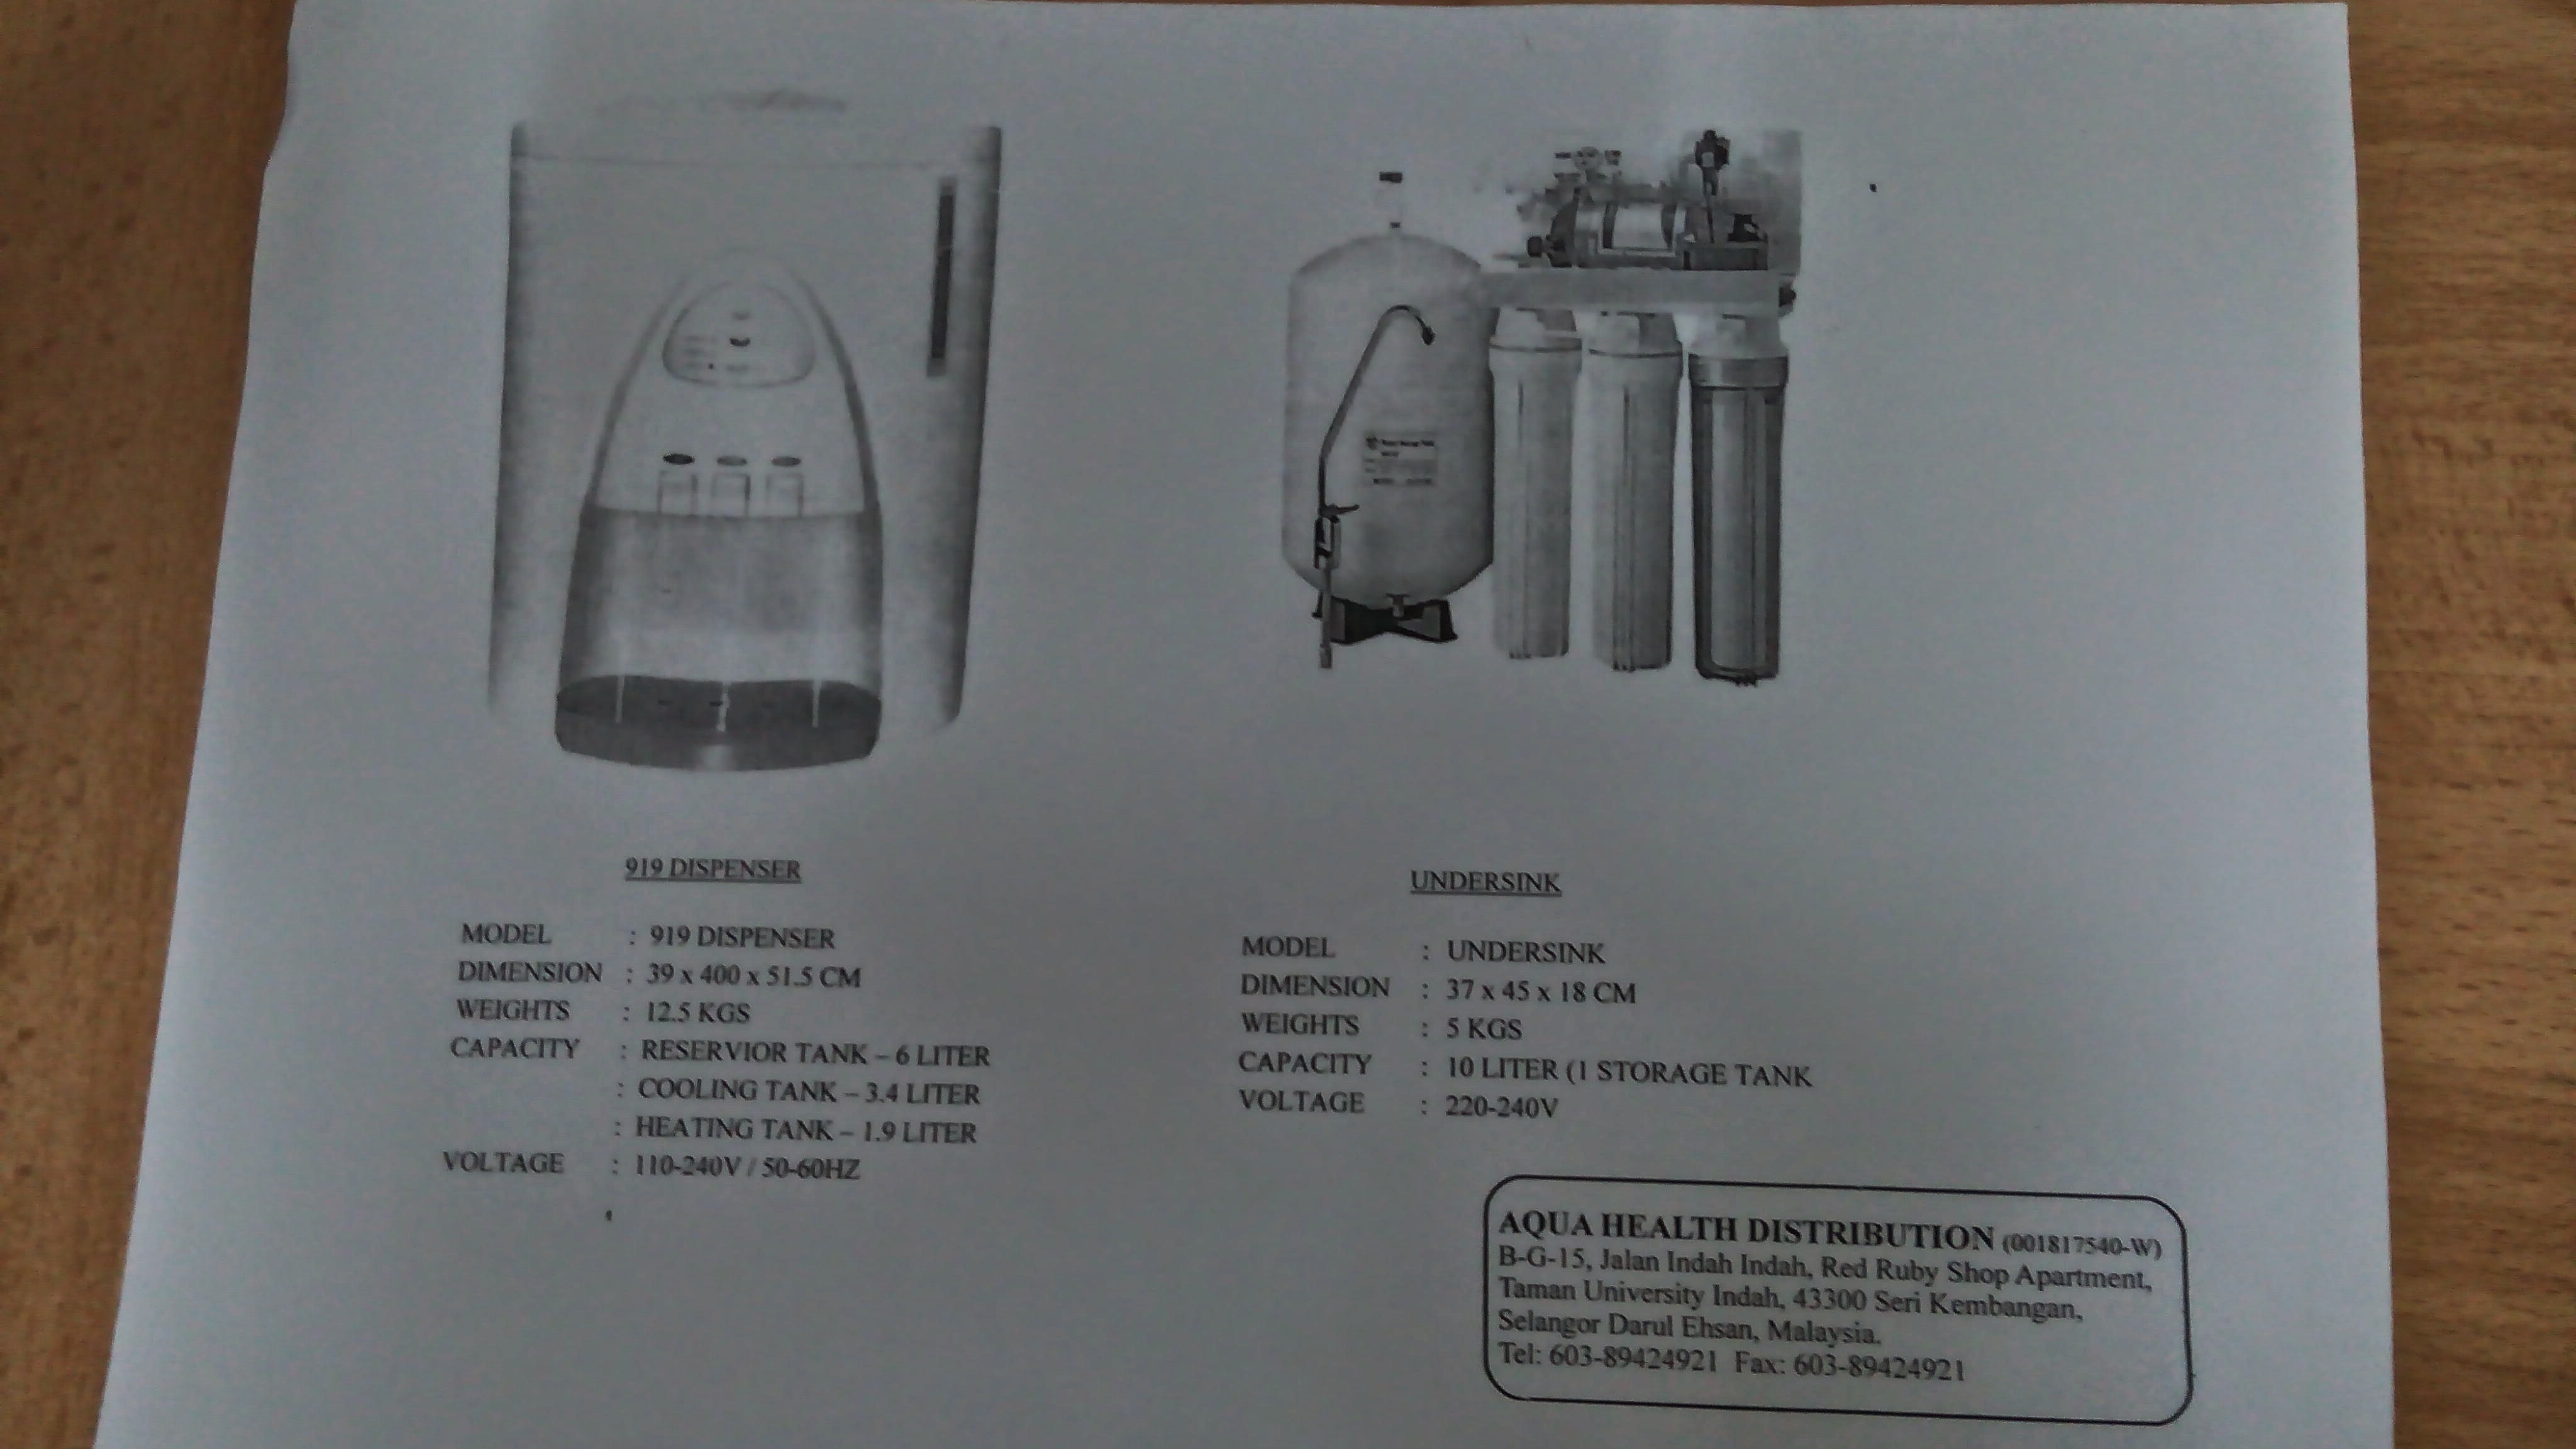 919 DISPENSER
MODEL : 919 DISPENSER
DIMENSION : 39 x 400 x 51.5 CM
WEIGHTS : 12.5 KGS
CAPACITY : RESERVIOR TANK – 6 LITER
: COOLING TANK – 3.4 LITER
: HEATING TANK – 1.9 LITER
VOLTAGE : 110-240V / 50-60HZ
UNDERSINK
MODEL : UNDERSINK
DIMENSION : 37 x 45 x 18 CM
WEIGHTS : 5 KGS
CAPACITY : 10 LITER (1 STORAGE TANK
VOLTAGE : 220-240V
AQUA HEALTH DISTRIBUTION (001817540-W)
B-G-15, Jalan Indah Indah, Red Ruby Shop Apartment,
Taman University Indah, 43300 Seri Kembangan,
Selangor Darul Ehsan, Malaysia.
Tel: 603-89424921 Fax: 603-89424921